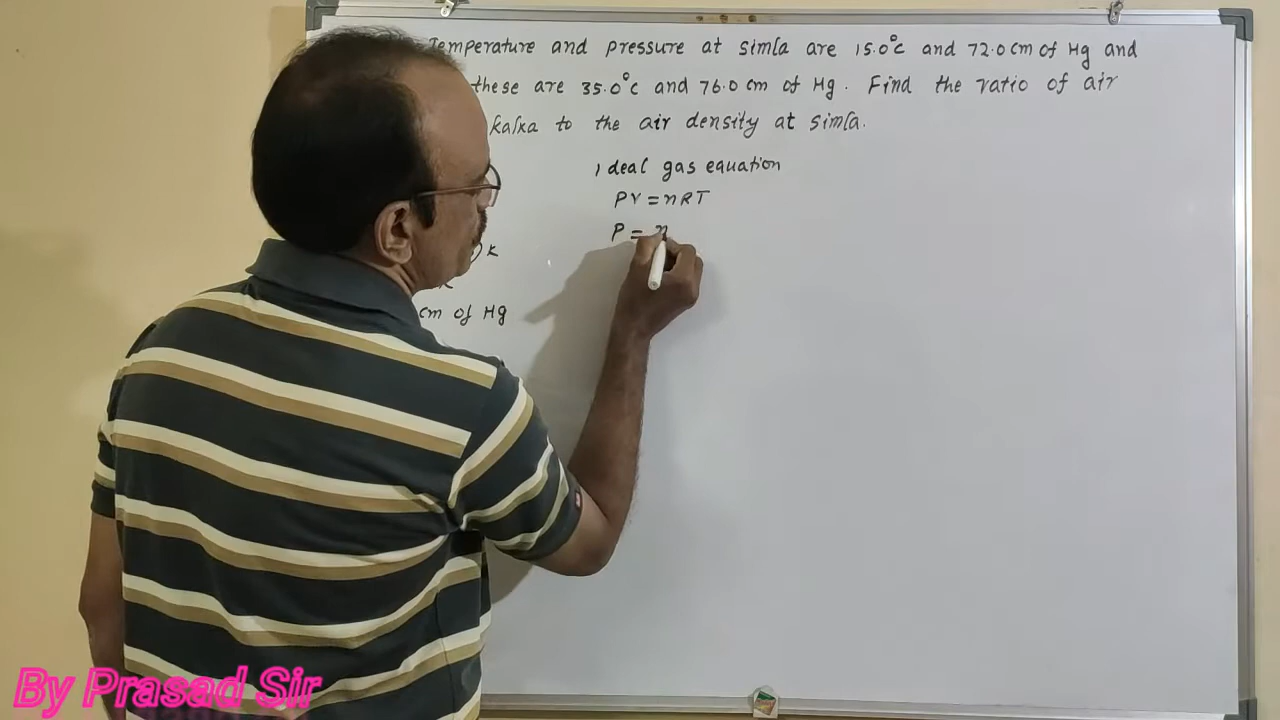 Temperature and pressure at simla are 15.0°c and 72.0 cm of Hg and
these are 35.0°c and 76.0 cm of Hg. Find the ratio of air
kalka to the air density at simla.
Ideal gas equation
PV = nRT
P = n
K
cm of Hg
By Prasad Sir